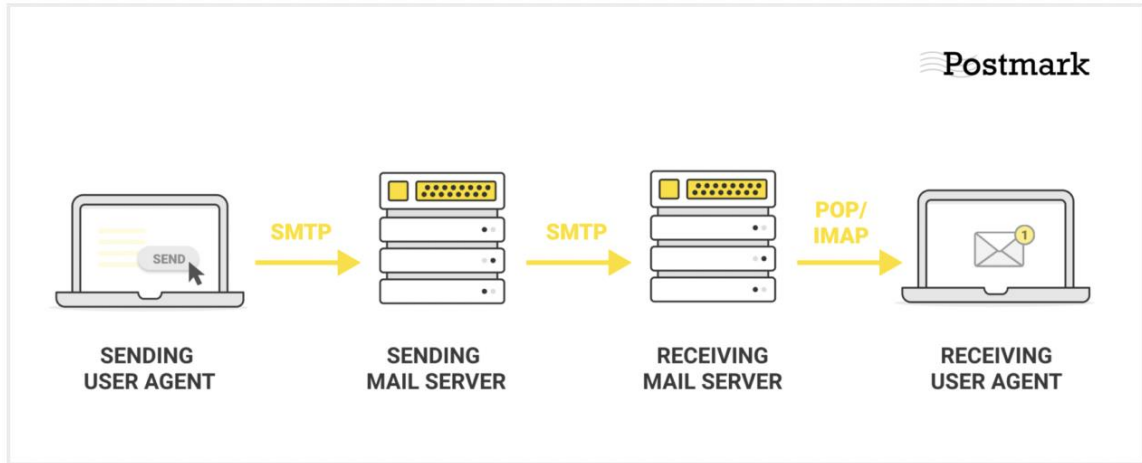 Postmark
SMTP
SMTP
POP/
IMAP
SEND
1
SENDING
USER AGENT
SENDING
MAIL SERVER
RECEIVING
MAIL SERVER
RECEIVING
USER AGENT